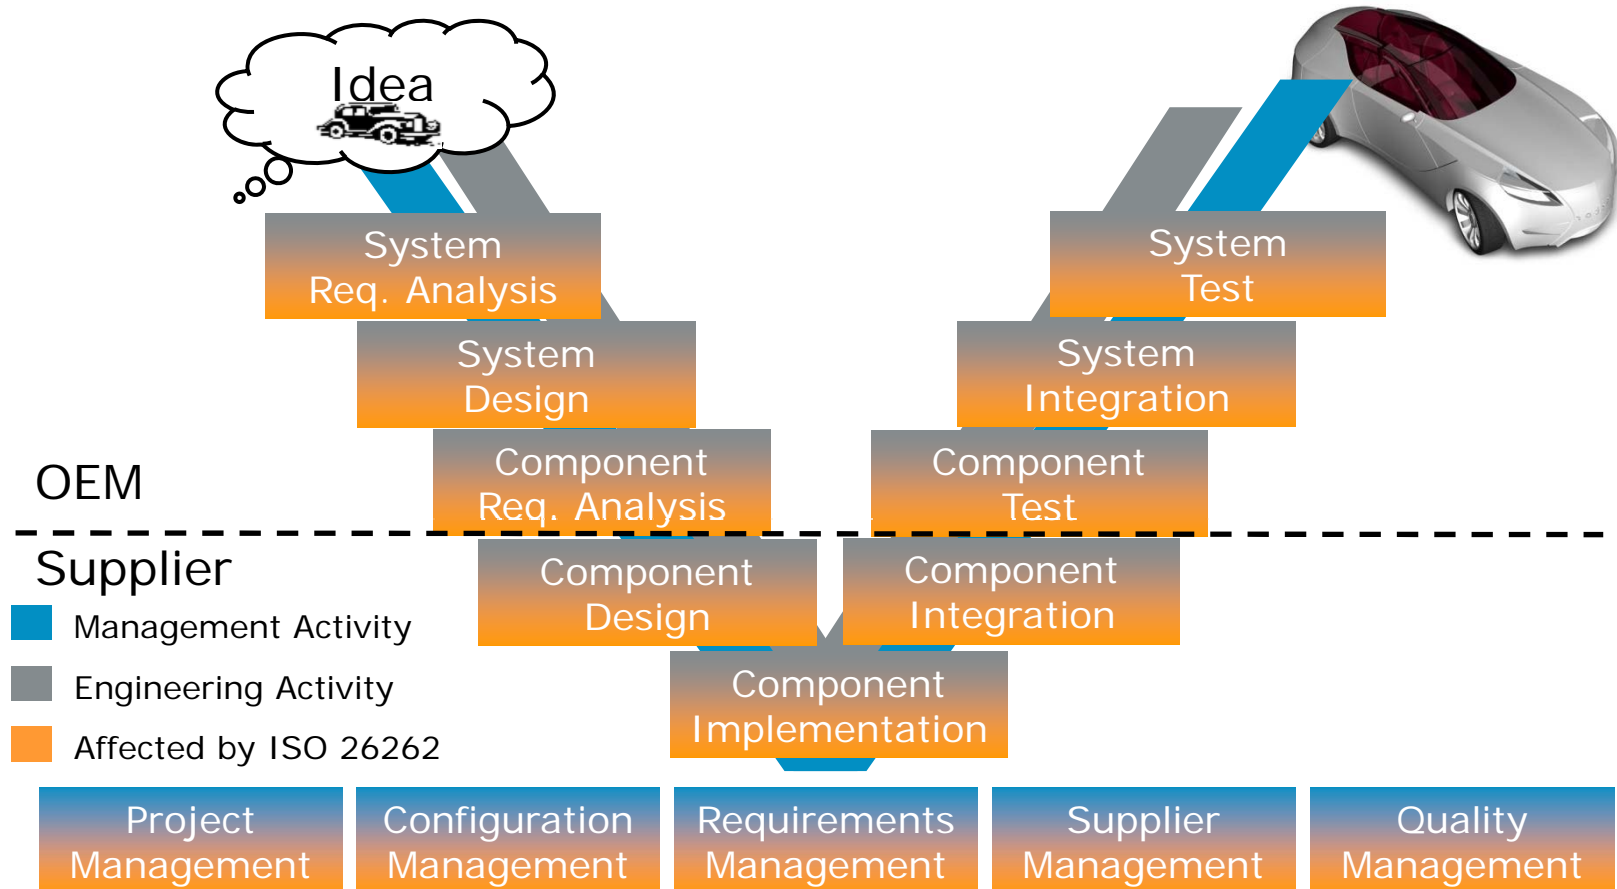 Idea
System
Req. Analysis
System
Test
System
Design
System
Integration
Component
Req. Analysis
Component
Test
OEM
Supplier
Component
Design
Component
Integration
Management Activity
Engineering Activity
Affected by ISO 26262
Component
Implementation
Project
Management
Configuration
Management
Requirements
Management
Supplier
Management
Quality
Management